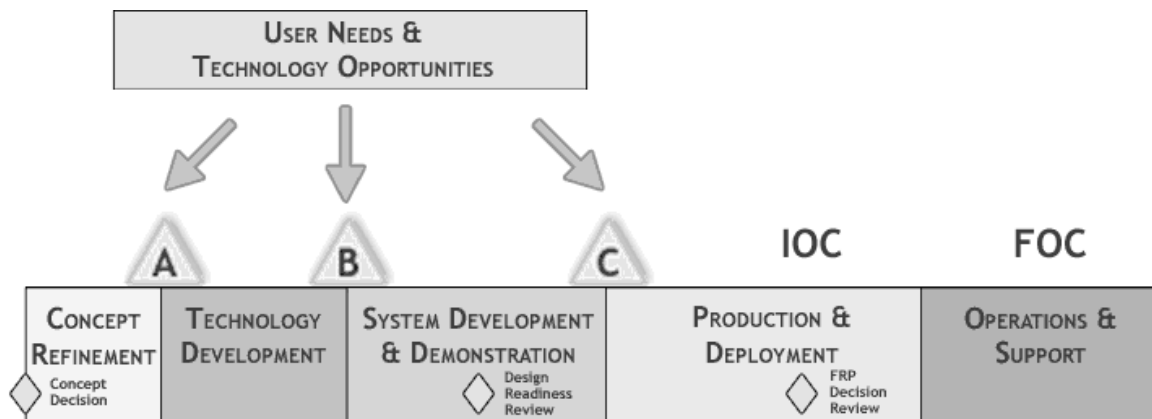 User Needs &
Technology Opportunities
A
B
C
IOC
FOC
Concept
Refinement
Technology
Development
System Development
& Demonstration
Production &
Deployment
Operations &
Support
Concept
Decision
Design
Readiness
Review
FRP
Decision
Review